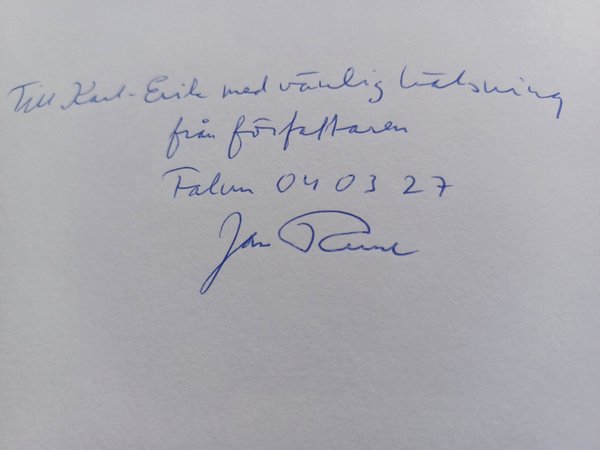 Till Karl-Erik med vänlig hälsning
från författaren
Falun 04 03 27
Jan